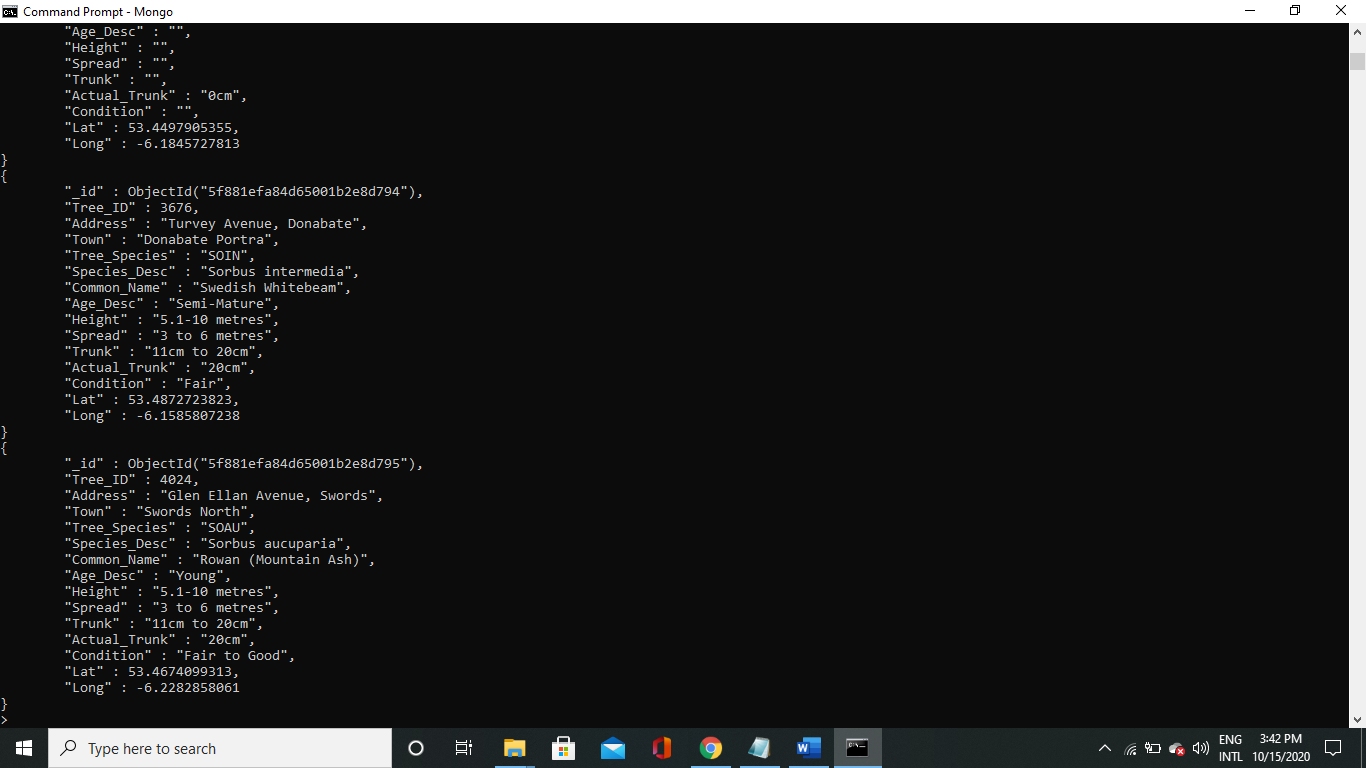 Command Prompt - Mongo
"Age_Desc" : "",
"Height" : "",
"Spread" : "",
"Trunk" : "",
"Actual_Trunk" : "0cm",
"Condition" : "",
"Lat" : 53.4497905355,
"Long" : -6.1845727813
}
{
"_id" : ObjectId("5f881efa84d65001b2e8d794"),
"Tree_ID" : 3676,
"Address" : "Turvey Avenue, Donabate",
"Town" : "Donabate Portra",
"Tree_Species" : "SOIN",
"Species_Desc" : "Sorbus intermedia",
"Common_Name" : "Swedish Whitebeam",
"Age_Desc" : "Semi-Mature",
"Height" : "5.1-10 metres",
"Spread" : "3 to 6 metres",
"Trunk" : "11cm to 20cm",
"Actual_Trunk" : "20cm",
"Condition" : "Fair",
"Lat" : 53.4872723823,
"Long" : -6.1585807238
}
{
"_id" : ObjectId("5f881efa84d65001b2e8d795"),
"Tree_ID" : 4024,
"Address" : "Glen Ellan Avenue, Swords",
"Town" : "Swords North",
"Tree_Species" : "SOAU",
"Species_Desc" : "Sorbus aucuparia",
"Common_Name" : "Rowan (Mountain Ash)",
"Age_Desc" : "Young",
"Height" : "5.1-10 metres",
"Spread" : "3 to 6 metres",
"Trunk" : "11cm to 20cm",
"Actual_Trunk" : "20cm",
"Condition" : "Fair to Good",
"Lat" : 53.4674099313,
"Long" : -6.2282858061
}
>
Type here to search
ENG
INTL
3:42 PM
10/15/2020